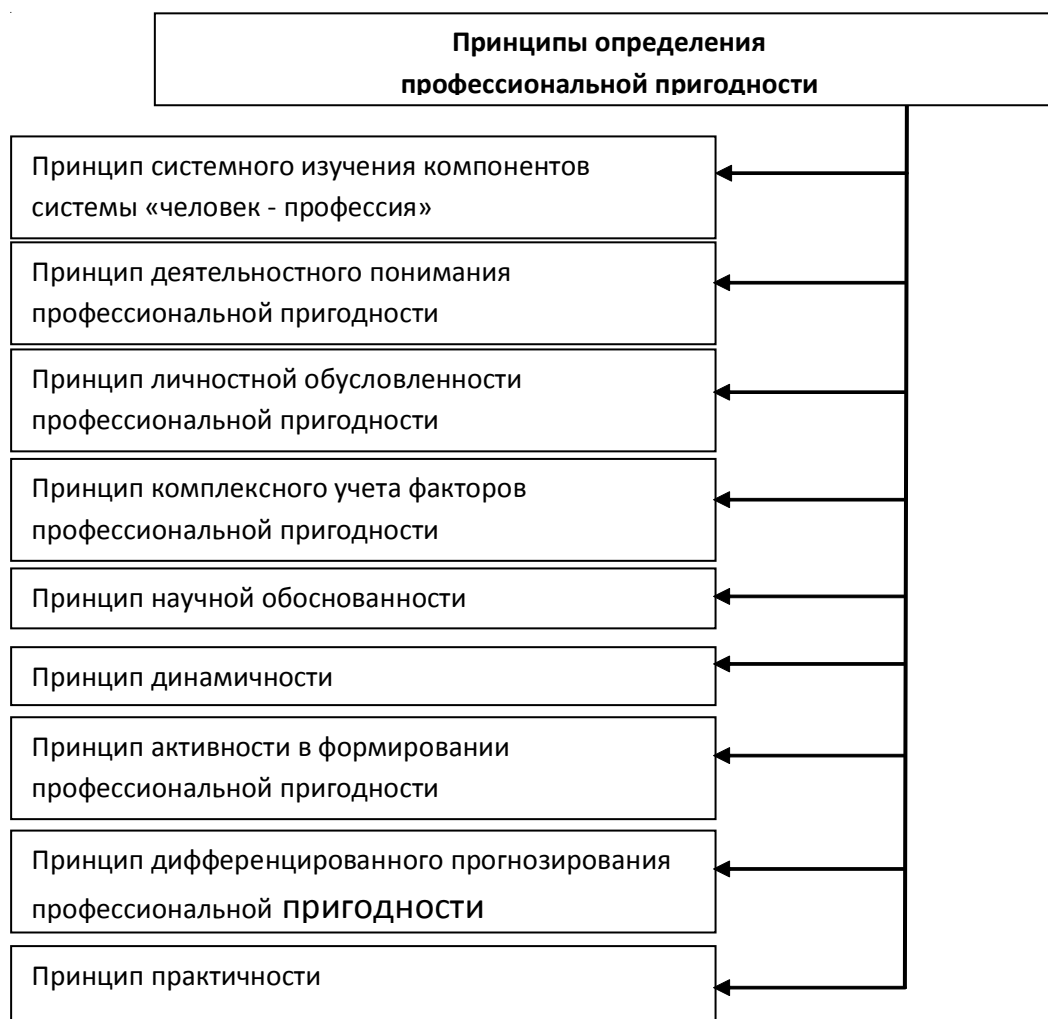 Принципы определения
профессиональной пригодности
Принцип системного изучения компонентов
системы «человек - профессия»
Принцип деятельностного понимания
профессиональной пригодности
Принцип личностной обусловленности
профессиональной пригодности
Принцип комплексного учета факторов
профессиональной пригодности
Принцип научной обоснованности
Принцип динамичности
Принцип активности в формировании
профессиональной пригодности
Принцип дифференцированного прогнозирования
профессиональной пригодности
Принцип практичности